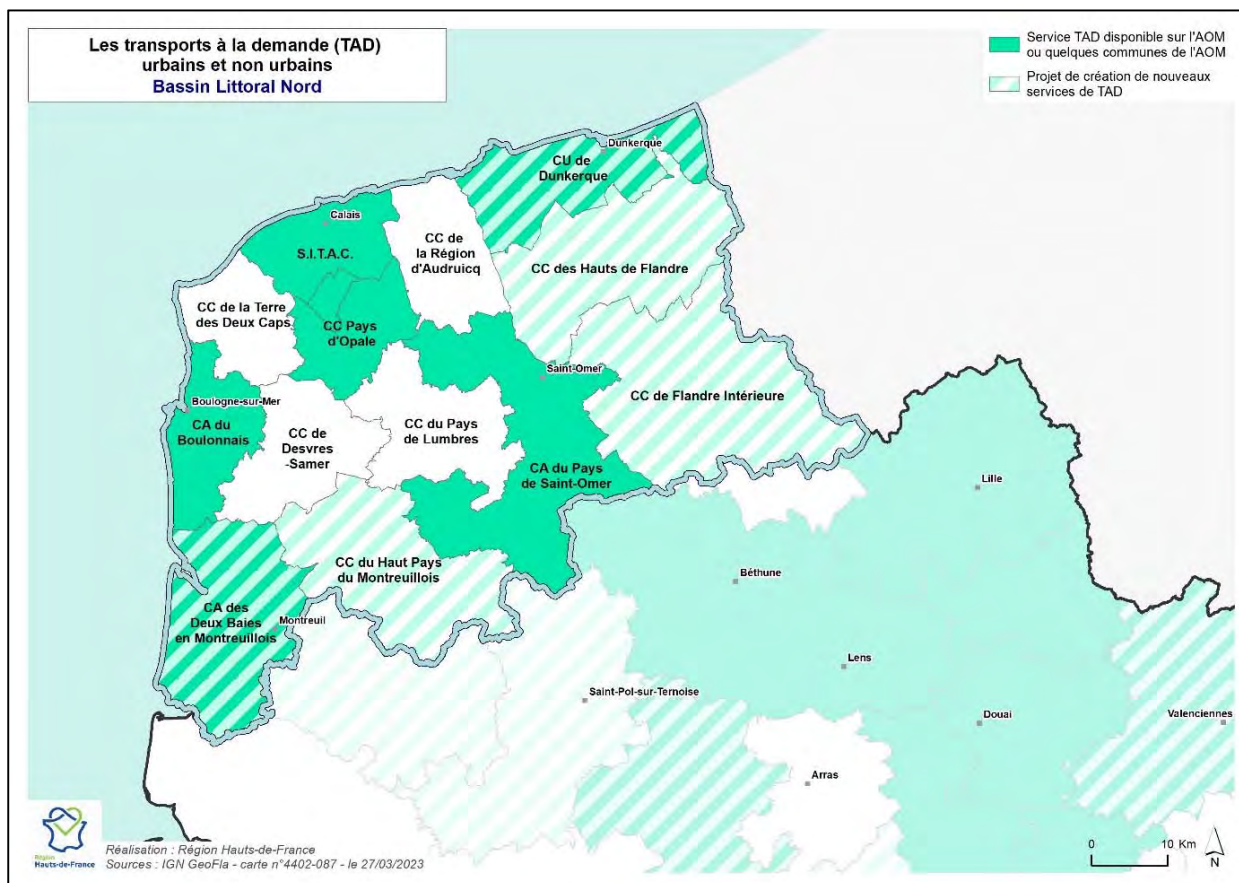 Les transports à la demande (TAD)
urbains et non urbains
Bassin Littoral Nord
Service TAD disponible sur l'AOM
ou quelques communes de l'AOM
Projet de création de nouveaux
services de TAD
Dunkerque
CU de
Dunkerque
Calais
S.I.T.A.C.
CC de
la Région
d'Audruicq
CC des Hauts de Flandre
CC de la Terre
des Deux Caps
CC Pays
d'Opale
Saint-Omer
CC de Flandre Intérieure
Boulogne-sur-Mer
CA du
Boulonnais
CC de
Desvres
-Samer
CC du Pays
de Lumbres
CA du Pays
de Saint-Omer
Lille
CC du Haut Pays
du Montreuillois
Béthune
CA des
Deux Baies
en Montreuillois
Montreuil
Lens
Saint-Pol-sur-Ternoise
Douai
Valenciennes
Arras
Région
Hauts-de-France
Réalisation : Région Hauts-de-France
Sources : IGN GeoFla - carte n°4402-087 - le 27/03/2023
0 10 Km
N